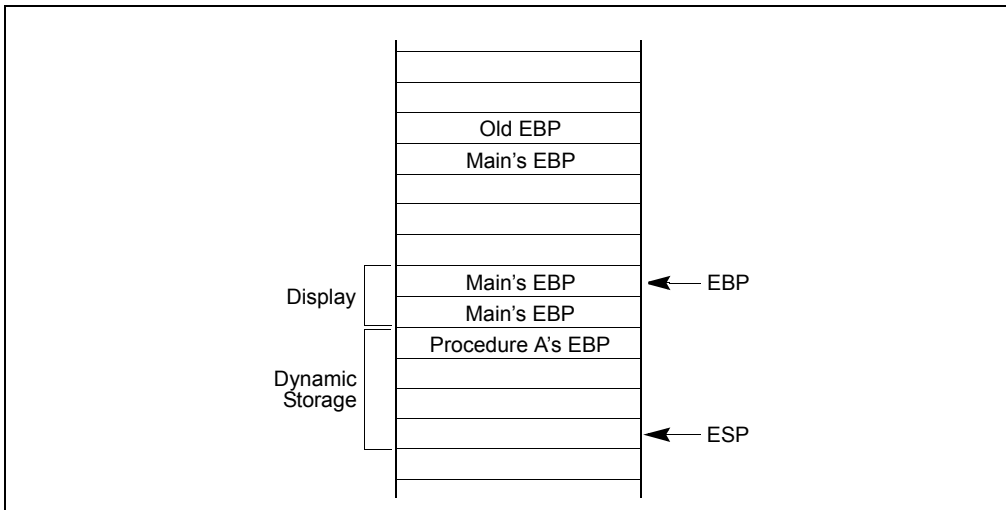 Old EBP
Main's EBP
Main's EBP
EBP
Display
Main's EBP
Procedure A's EBP
Dynamic
Storage
ESP